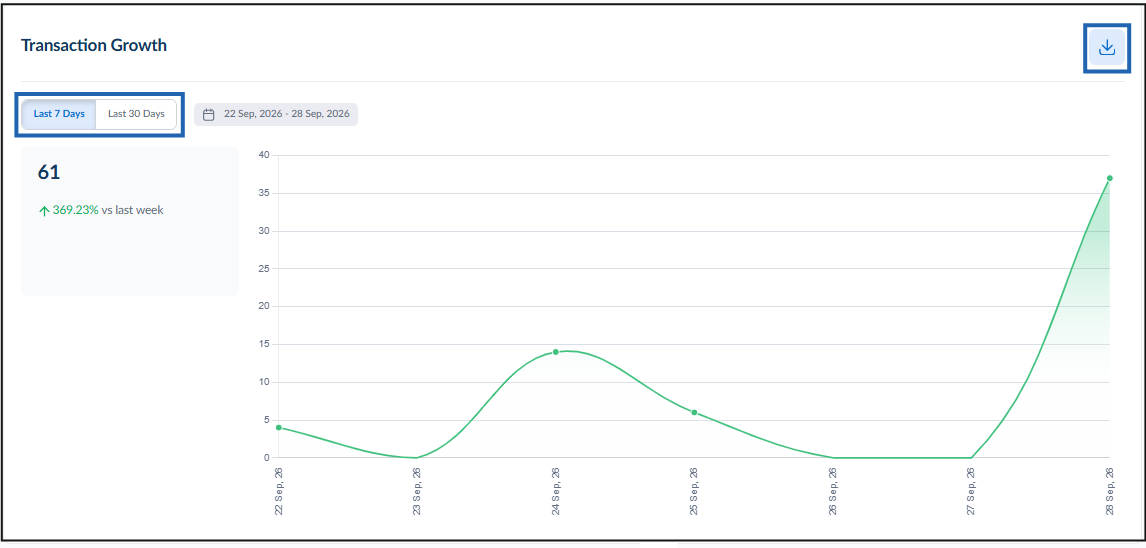 Transaction Growth
Last 7 Days Last 30 Days 22 Sep, 2026 - 28 Sep, 2026
61
369.23% vs last week
40
35
30
25
20
15
10
5
0
22 Sep, 26
23 Sep, 26
24 Sep, 26
25 Sep, 26
26 Sep, 26
27 Sep, 26
28 Sep, 26